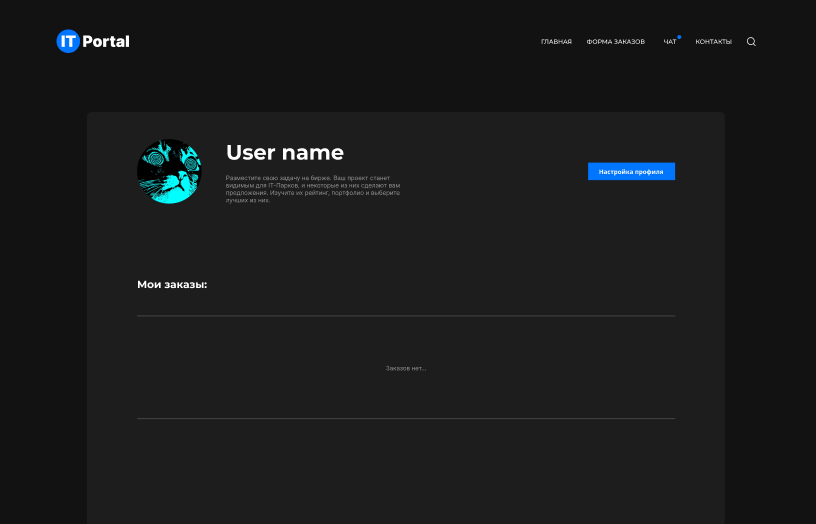 IT Portal
ГЛАВНАЯ ФОРМА ЗАКАЗОВ ЧАТ КОНТАКТЫ
User name
Разместите свою задачу на бирже. Ваш проект станет
видимым для IT-Парков, и некоторые из них сделают вам
предложения. Изучите их рейтинг, портфолио и выберите
лучших из них.
Настройка профиля
Мои заказы:
Заказов нет...